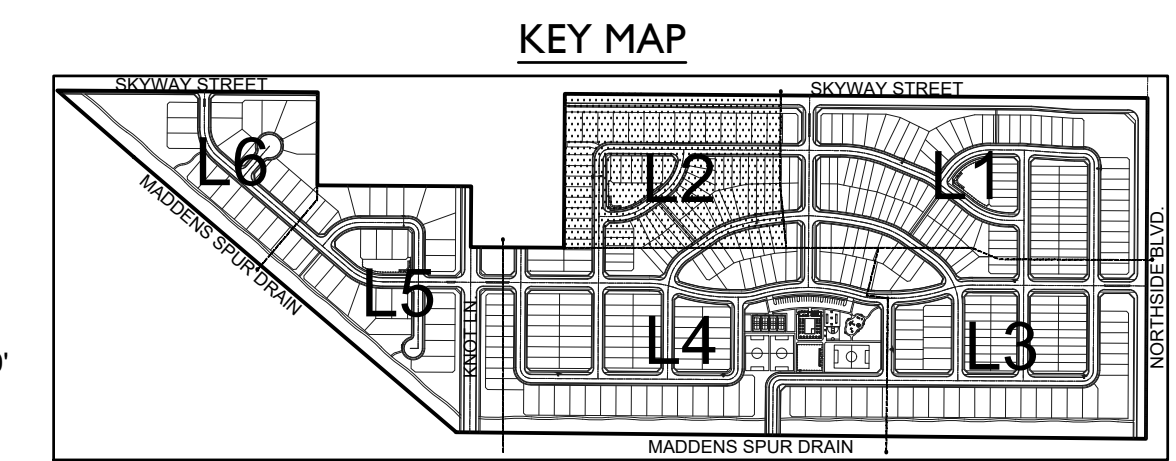 KEY MAP
SKYWAY STREET
SKYWAY STREET
L6
L2
L1
MADDENS SPUR DRAIN
NORTHSIDE BLVD.
L5
KNOT LN
L4
L3
MADDENS SPUR DRAIN